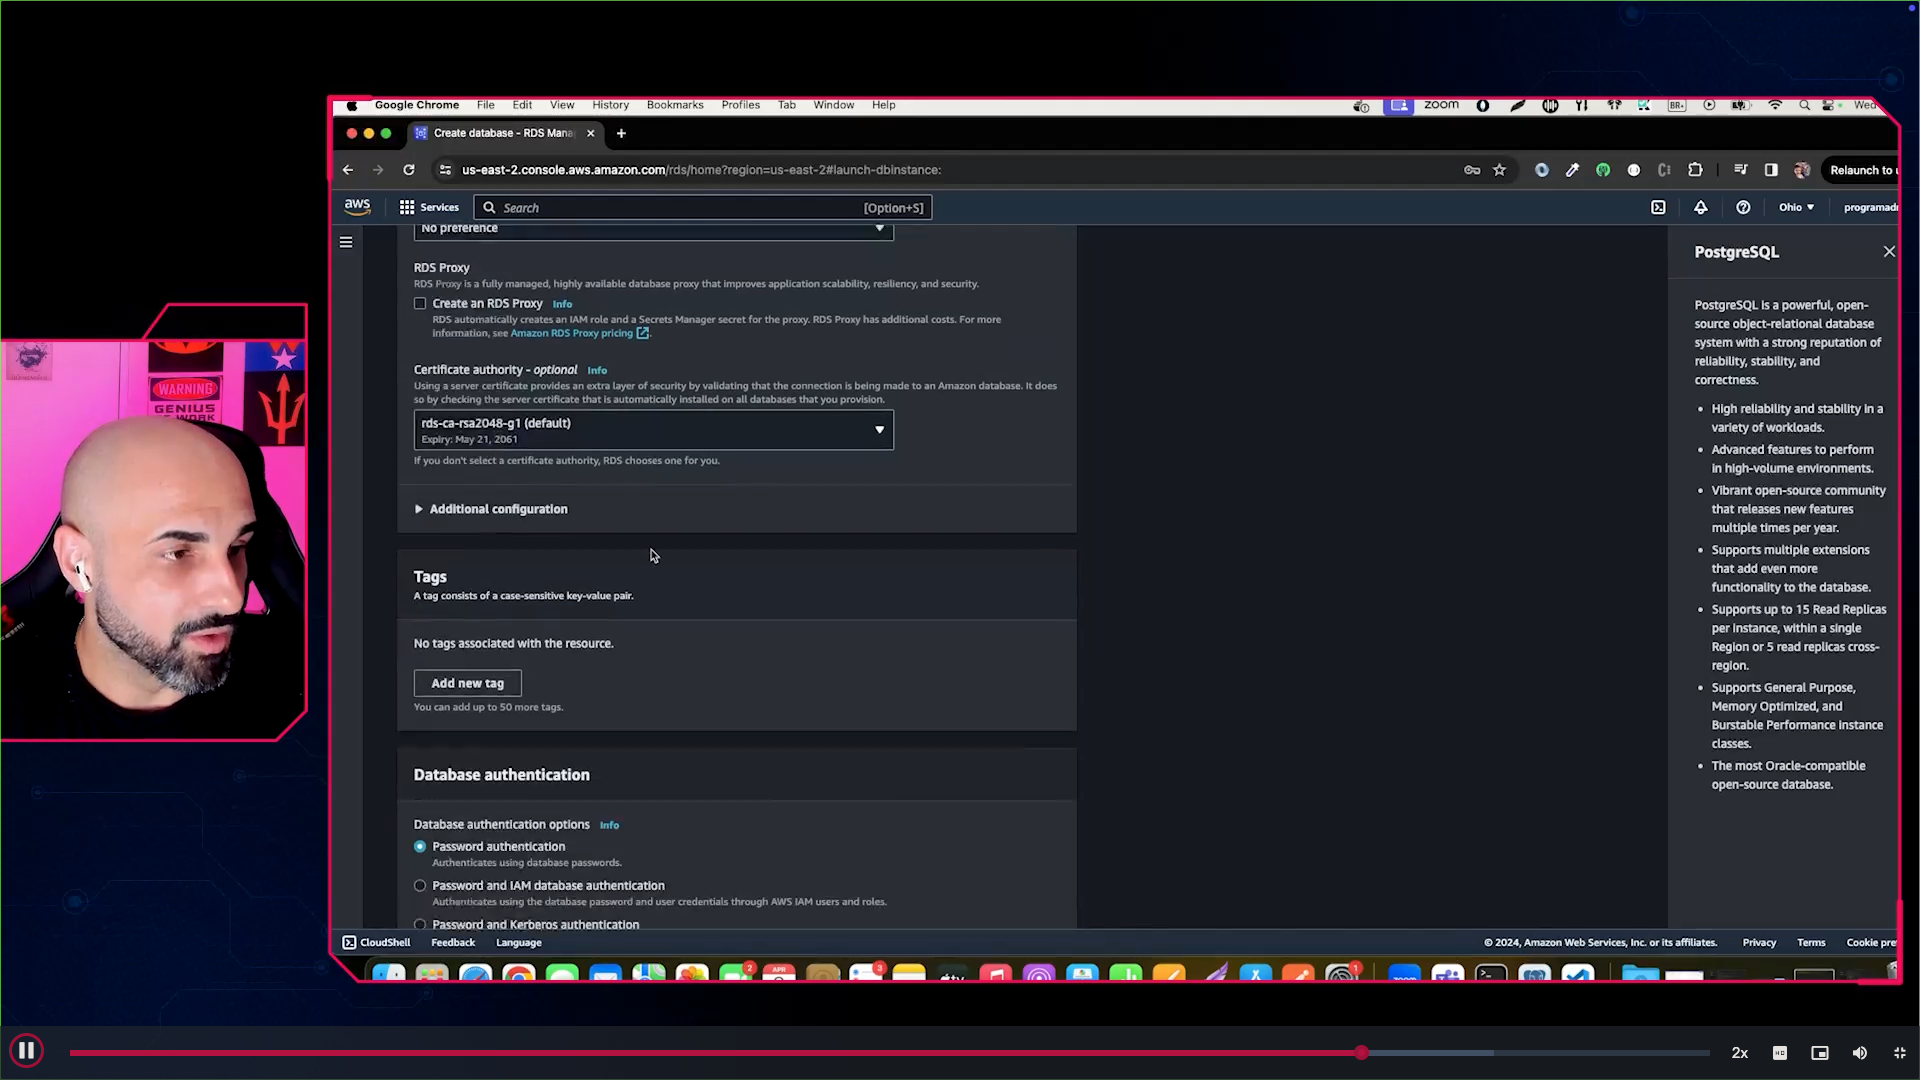 Google Chrome File Edit View History Bookmarks Profiles Tab Window Help zoom Wed
Create database - RDS Mana
us-east-2.console.aws.amazon.com/rds/home?region=us-east-2#launch-dbinstance:
Relaunch to u
aws Services Search [Option+S] Ohio programadr
No preference
RDS Proxy
RDS Proxy is a fully managed, highly available database proxy that improves application scalability, resiliency, and security.
Create an RDS Proxy Info
RDS automatically creates an IAM role and a Secrets Manager secret for the proxy. RDS Proxy has additional costs. For more
information, see Amazon RDS Proxy pricing.
Certificate authority - optional Info
Using a server certificate provides an extra layer of security by validating that the connection is being made to an Amazon database. It does
so by checking the server certificate that is automatically installed on all databases that you provision.
rds-ca-rsa2048-g1 (default)
Expiry: May 21, 2061
If you don't select a certificate authority, RDS chooses one for you.
Additional configuration
Tags
A tag consists of a case-sensitive key-value pair.
No tags associated with the resource.
Add new tag
You can add up to 50 more tags.
Database authentication
Database authentication options Info
Password authentication
Authenticates using database passwords.
Password and IAM database authentication
Authenticates using the database password and user credentials through AWS IAM users and roles.
Password and Kerberos authentication
PostgreSQL
PostgreSQL is a powerful, open-
source object-relational database
system with a strong reputation of
reliability, stability, and
correctness.
• High reliability and stability in a
variety of workloads.
• Advanced features to perform
in high-volume environments.
• Vibrant open-source community
that releases new features
multiple times per year.
• Supports multiple extensions
that add even more
functionality to the database.
• Supports up to 15 Read Replicas
per instance, within a single
Region or 5 read replicas cross-
region.
• Supports General Purpose,
Memory Optimized, and
Burstable Performance instance
classes.
• The most Oracle-compatible
open-source database.
CloudShell Feedback Language © 2024, Amazon Web Services, Inc. or its affiliates. Privacy Terms Cookie pre
WARNING
GENIUS
AT WORK
2x